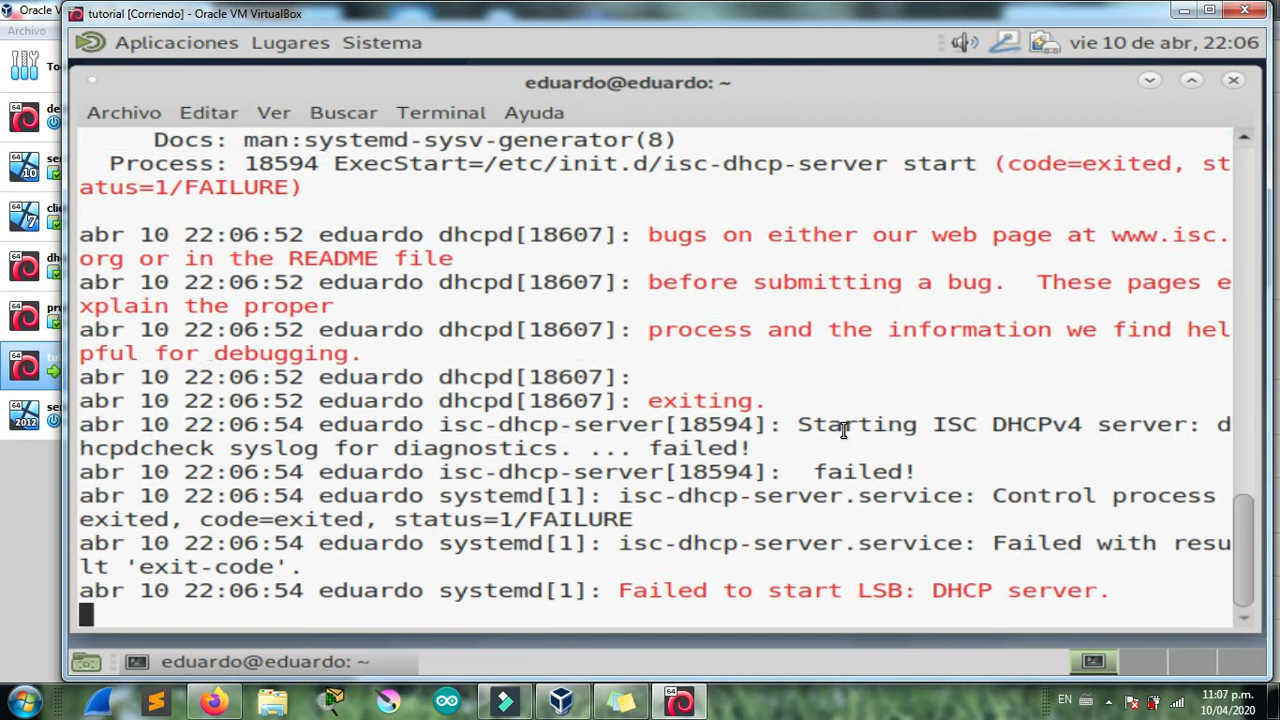 Oracle V
tutorial [Corriendo] - Oracle VM VirtualBox
Archivo
Aplicaciones Lugares Sistema
vie 10 de abr, 22:06
eduardo@eduardo: ~
Archivo Editar Ver Buscar Terminal Ayuda
Docs: man:systemd-sysv-generator(8)
Process: 18594 ExecStart=/etc/init.d/isc-dhcp-server start (code=exited, st
atus=1/FAILURE)
abr 10 22:06:52 eduardo dhcpd[18607]: bugs on either our web page at www.isc.
org or in the README file
abr 10 22:06:52 eduardo dhcpd[18607]: before submitting a bug.  These pages e
xplain the proper
abr 10 22:06:52 eduardo dhcpd[18607]: process and the information we find hel
pful for debugging.
abr 10 22:06:52 eduardo dhcpd[18607]:
abr 10 22:06:52 eduardo dhcpd[18607]: exiting.
abr 10 22:06:54 eduardo isc-dhcp-server[18594]: Starting ISC DHCPv4 server: d
hcpdcheck syslog for diagnostics. ... failed!
abr 10 22:06:54 eduardo isc-dhcp-server[18594]:  failed!
abr 10 22:06:54 eduardo systemd[1]: isc-dhcp-server.service: Control process
exited, code=exited, status=1/FAILURE
abr 10 22:06:54 eduardo systemd[1]: isc-dhcp-server.service: Failed with resu
lt 'exit-code'.
abr 10 22:06:54 eduardo systemd[1]: Failed to start LSB: DHCP server.
eduardo@eduardo: ~
EN
11:07 p.m.
10/04/2020